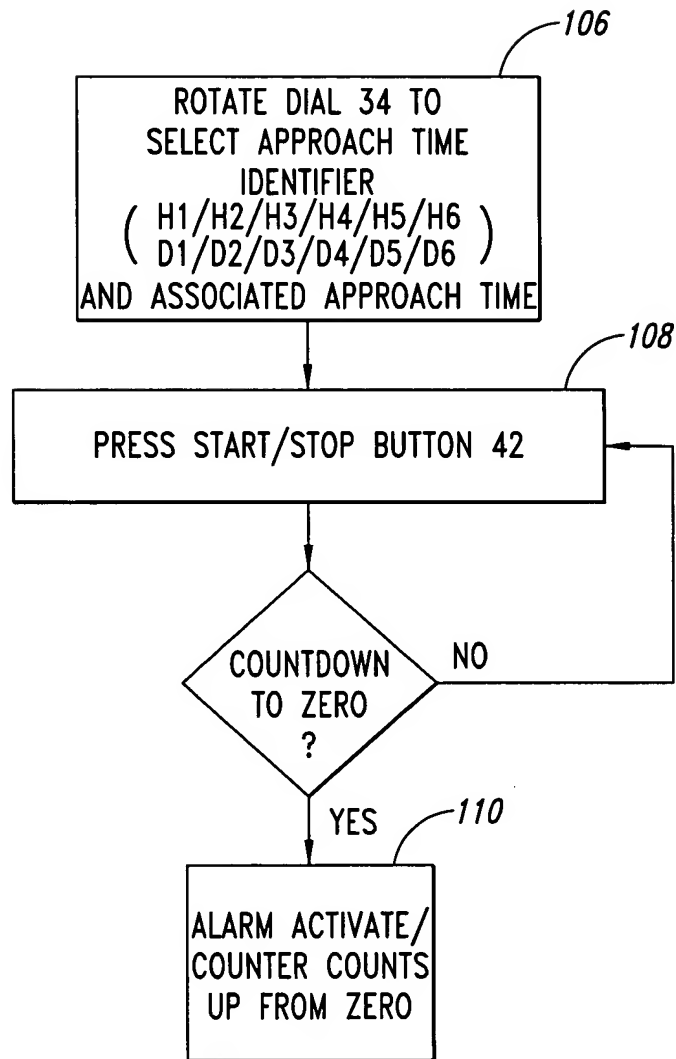 106
ROTATE DIAL 34 TO
SELECT APPROACH TIME
IDENTIFIER
( H1/H2/H3/H4/H5/H6
D1/D2/D3/D4/D5/D6 )
AND ASSOCIATED APPROACH TIME
108
PRESS START/STOP BUTTON 42
COUNTDOWN
TO ZERO
?
NO
YES
110
ALARM ACTIVATE/
COUNTER COUNTS
UP FROM ZERO